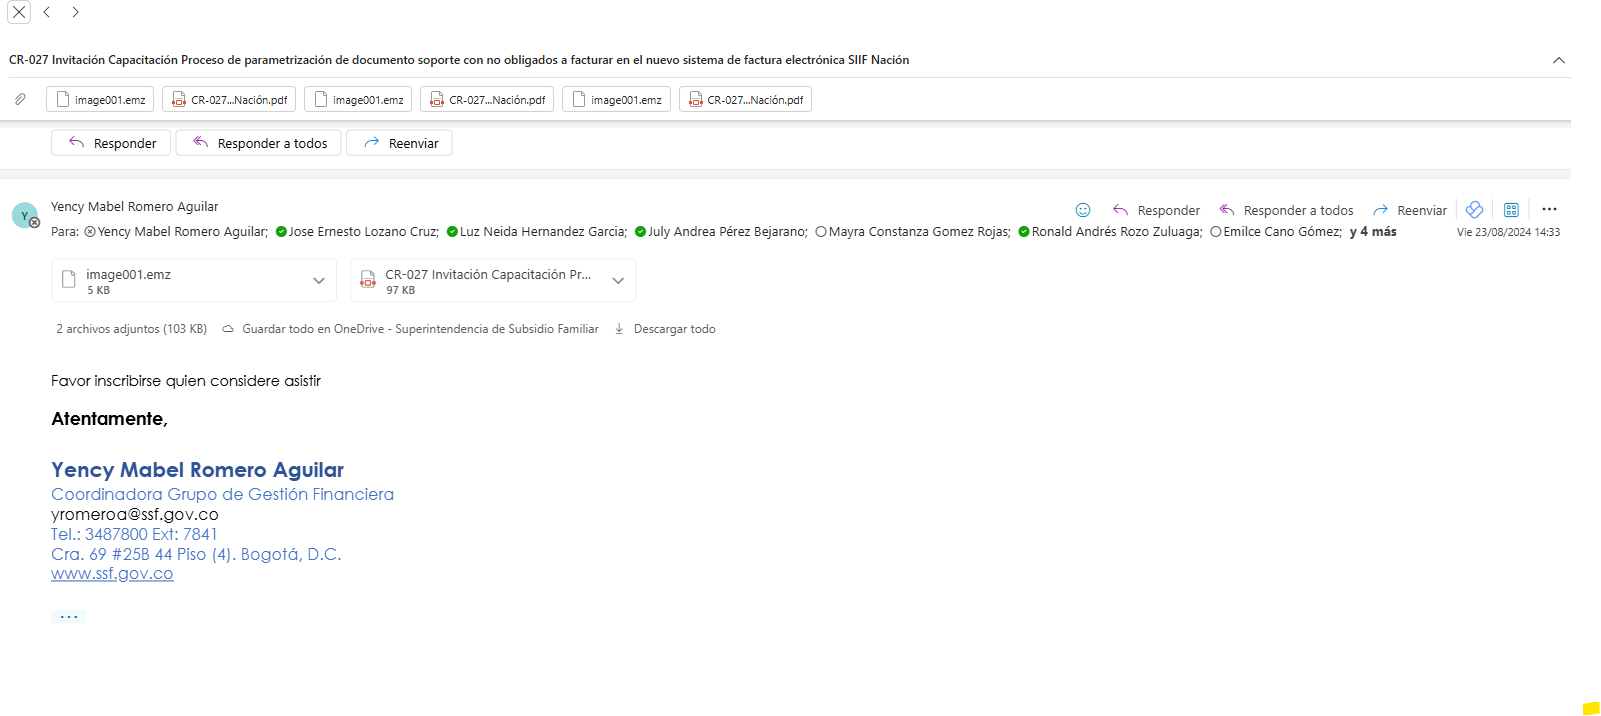 CR-027 Invitación Capacitación Proceso de parametrización de documento soporte con no obligados a facturar en el nuevo sistema de factura electrónica SIIF Nación
image001.emz CR-027...Nación.pdf image001.emz CR-027...Nación.pdf image001.emz CR-027...Nación.pdf
Responder Responder a todos Reenviar
Y
Yency Mabel Romero Aguilar
Responder Responder a todos Reenviar
Para: Yency Mabel Romero Aguilar; Jose Ernesto Lozano Cruz; Luz Neida Hernandez Garcia; July Andrea Pérez Bejarano; Mayra Constanza Gomez Rojas; Ronald Andrés Rozo Zuluaga; Emilce Cano Gómez; y 4 más
Vie 23/08/2024 14:33
image001.emz
5 KB
CR-027 Invitación Capacitación Pr...
97 KB
2 archivos adjuntos (103 KB) Guardar todo en OneDrive - Superintendencia de Subsidio Familiar Descargar todo
Favor inscribirse quien considere asistir
Atentamente,
Yency Mabel Romero Aguilar
Coordinadora Grupo de Gestión Financiera
yromeroa@ssf.gov.co
Tel.: 3487800 Ext: 7841
Cra. 69 #25B 44 Piso (4). Bogotá, D.C.
www.ssf.gov.co